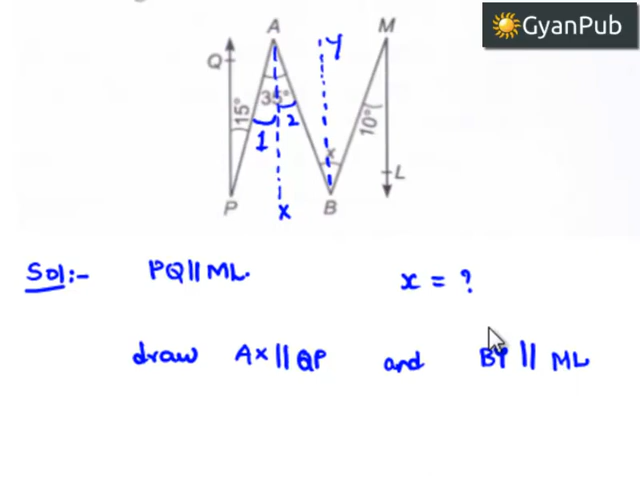 GyanPub
A
Y
M
Q
35°
15°
1
2
10°
x
L
P
x
B
Sol:- PQ || ML. x = ?
draw AX || QP and BY || ML